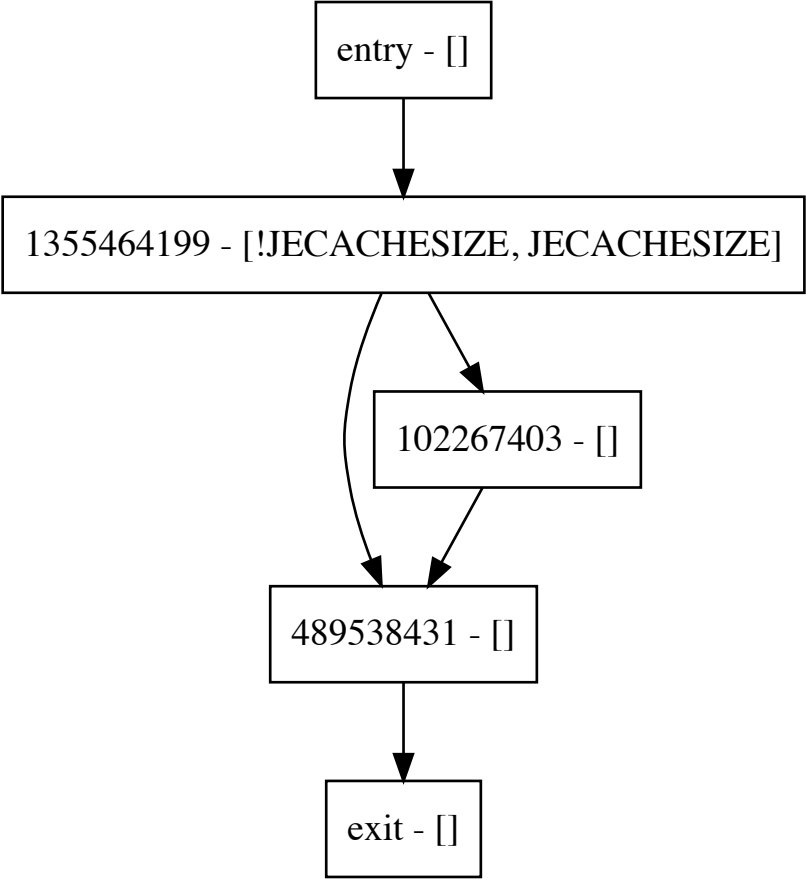 entry - []
1355464199 - [!JECACHESIZE, JECACHESIZE]
102267403 - []
489538431 - []
exit - []